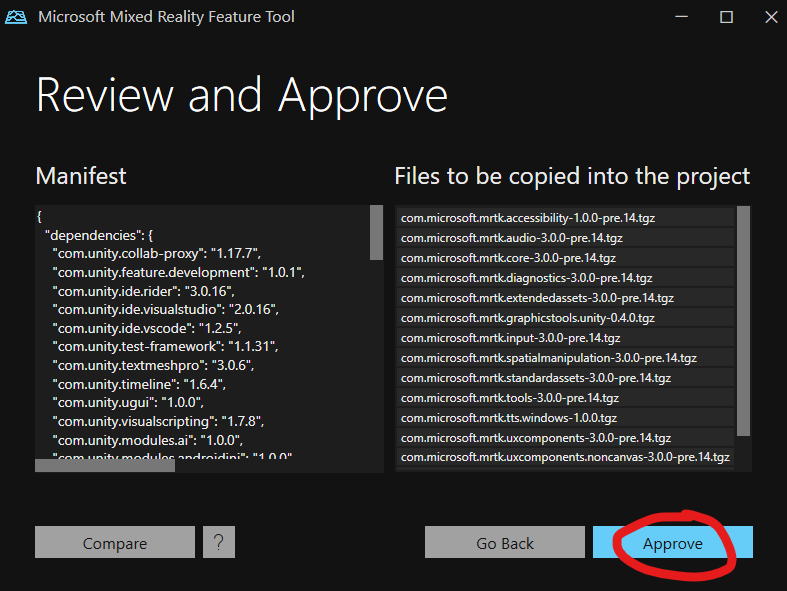 Microsoft Mixed Reality Feature Tool
Review and Approve
Manifest
{
"dependencies": {
"com.unity.collab-proxy": "1.17.7",
"com.unity.feature.development": "1.0.1",
"com.unity.ide.rider": "3.0.16",
"com.unity.ide.visualstudio": "2.0.16",
"com.unity.ide.vscode": "1.2.5",
"com.unity.test-framework": "1.1.31",
"com.unity.textmeshpro": "3.0.6",
"com.unity.timeline": "1.6.4",
"com.unity.ugui": "1.0.0",
"com.unity.visualscripting": "1.7.8",
"com.unity.modules.ai": "1.0.0",
"com.unity.modules.androidjni": "1.0.0"
Files to be copied into the project
com.microsoft.mrtk.accessibility-1.0.0-pre.14.tgz
com.microsoft.mrtk.audio-3.0.0-pre.14.tgz
com.microsoft.mrtk.core-3.0.0-pre.14.tgz
com.microsoft.mrtk.diagnostics-3.0.0-pre.14.tgz
com.microsoft.mrtk.extendedassets-3.0.0-pre.14.tgz
com.microsoft.mrtk.graphicstools.unity-0.4.0.tgz
com.microsoft.mrtk.input-3.0.0-pre.14.tgz
com.microsoft.mrtk.spatialmanipulation-3.0.0-pre.14.tgz
com.microsoft.mrtk.standardassets-3.0.0-pre.14.tgz
com.microsoft.mrtk.tools-3.0.0-pre.14.tgz
com.microsoft.mrtk.tts.windows-1.0.0.tgz
com.microsoft.mrtk.uxcomponents-3.0.0-pre.14.tgz
com.microsoft.mrtk.uxcomponents.noncanvas-3.0.0-pre.14.tgz
Compare
?
Go Back
Approve